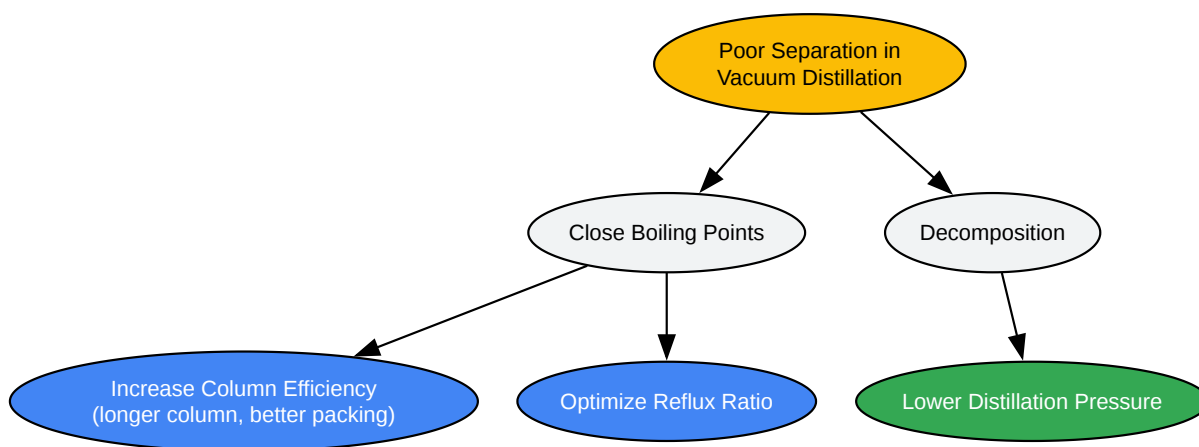 Poor Separation in
Vacuum Distillation
Close Boiling Points
Decomposition
Increase Column Efficiency
(longer column, better packing)
Optimize Reflux Ratio
Lower Distillation Pressure